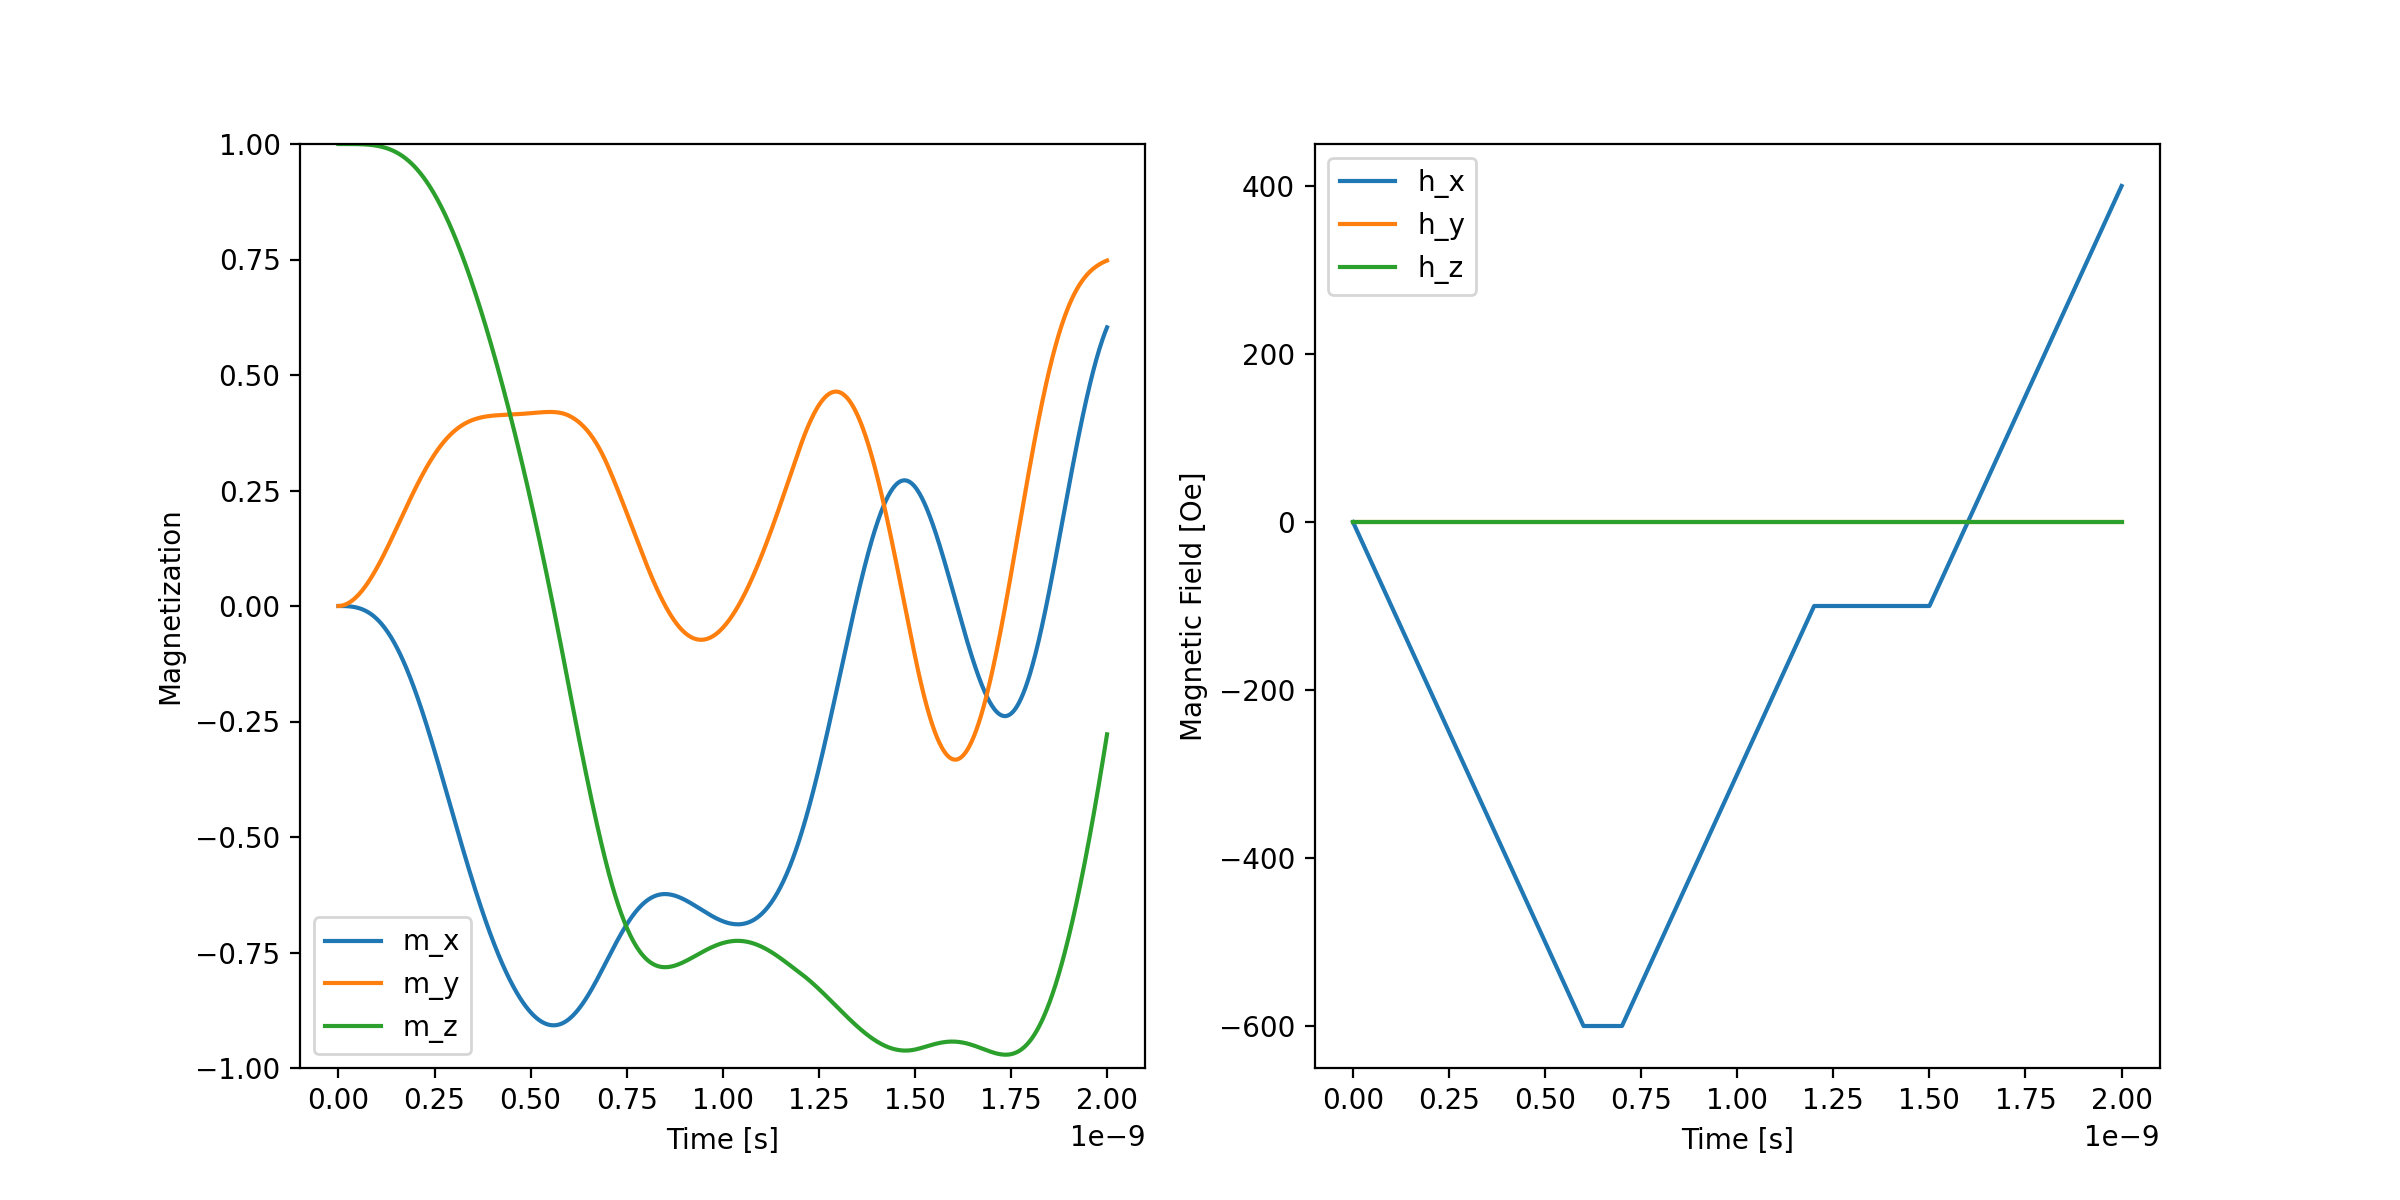 Magnetization
1.00
0.75
0.50
0.25
0.00
−0.25
−0.50
−0.75
−1.00
m_x
m_y
m_z
0.00 0.25 0.50 0.75 1.00 1.25 1.50 1.75 2.00
Time [s]
1e−9
Magnetic Field [Oe]
400
200
0
−200
−400
−600
h_x
h_y
h_z
0.00 0.25 0.50 0.75 1.00 1.25 1.50 1.75 2.00
Time [s]
1e−9